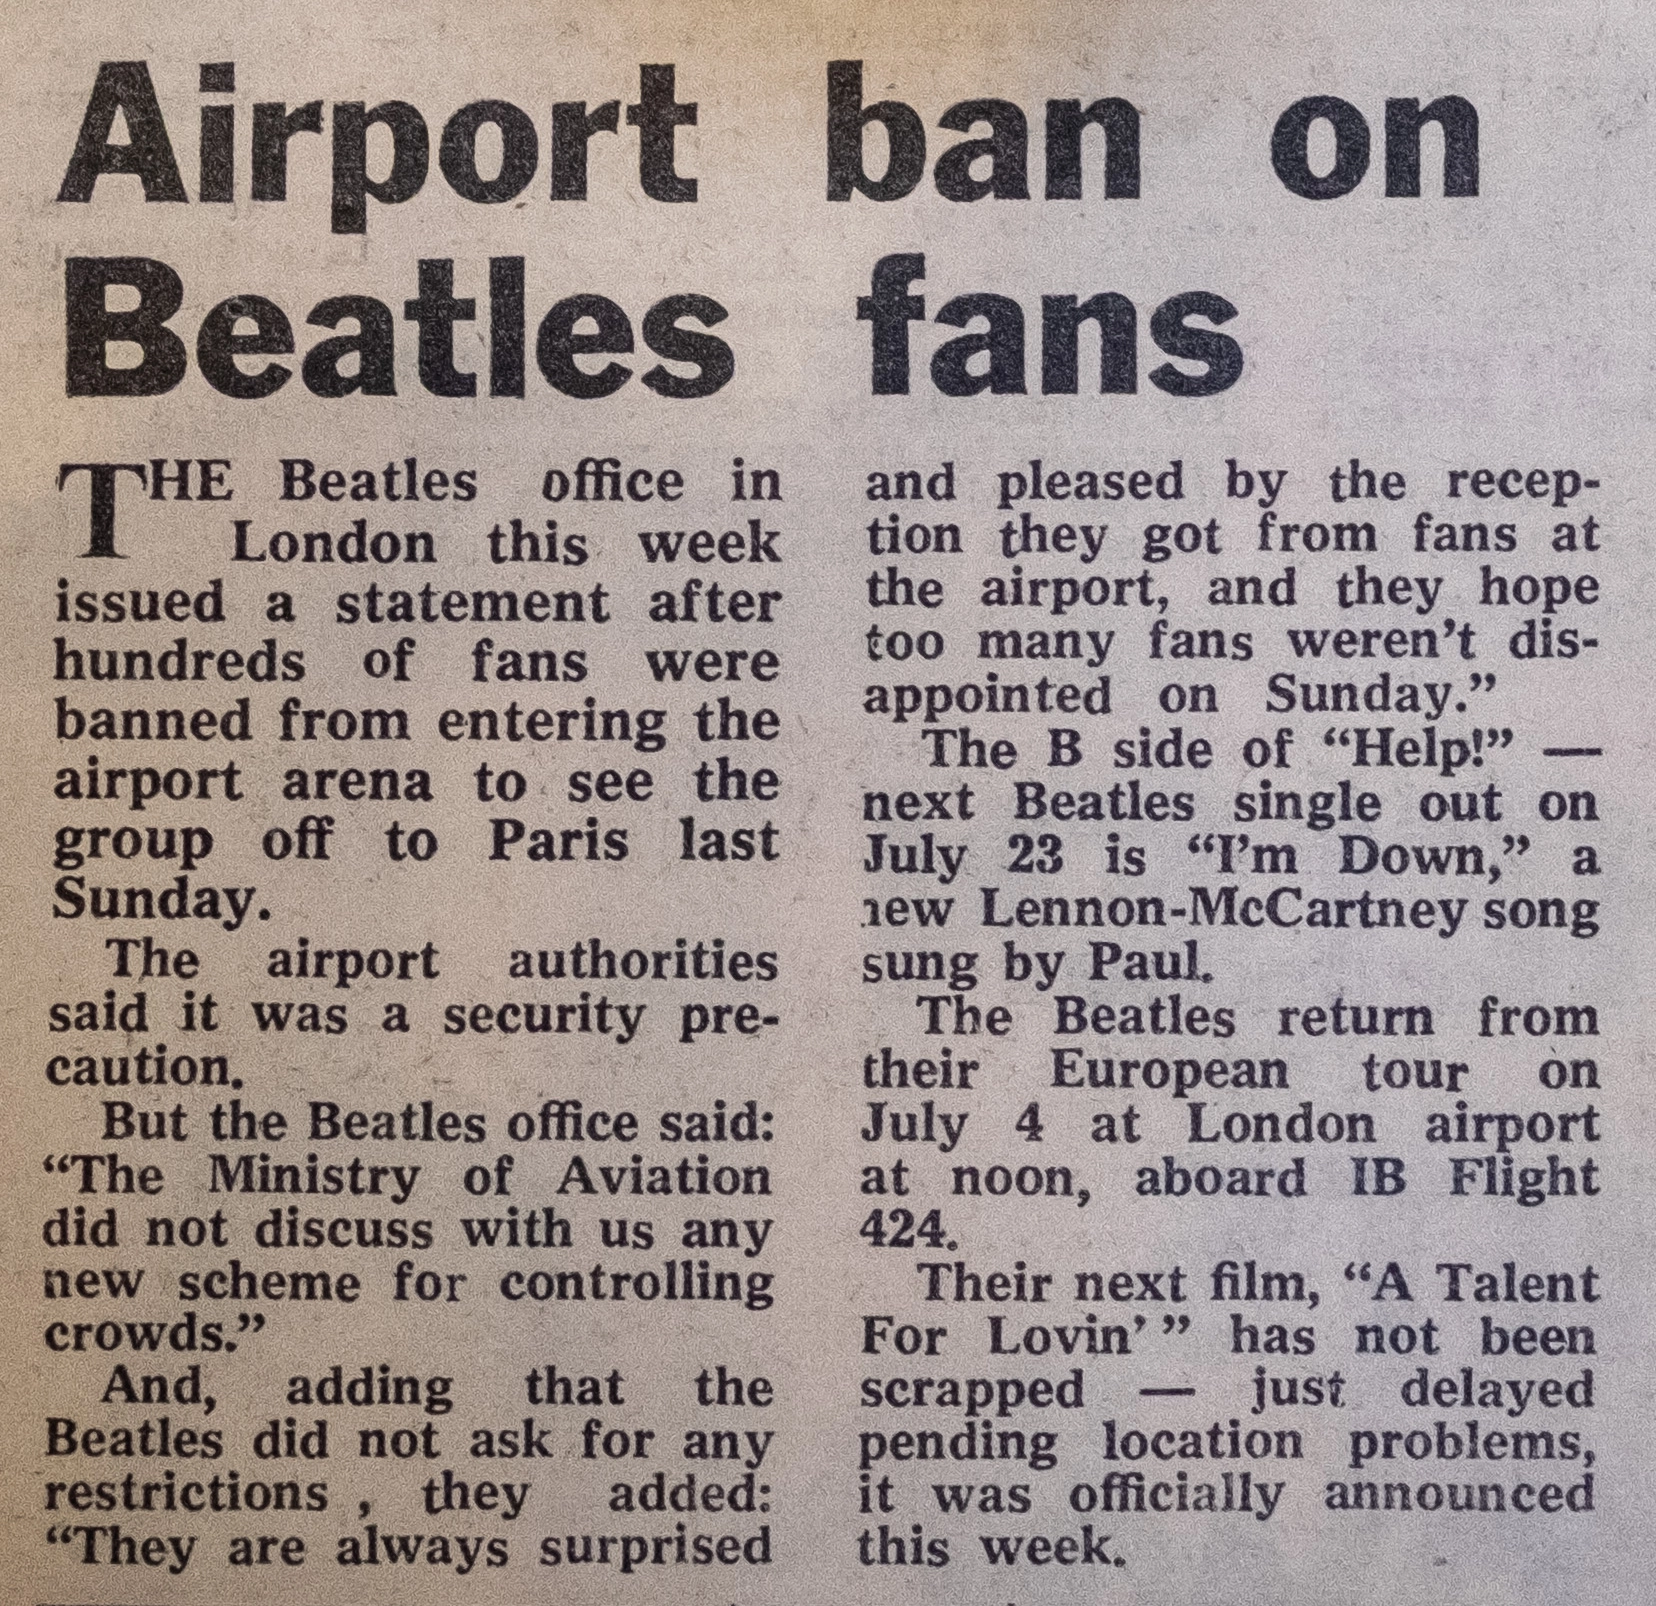 Airport ban on
Beatles fans
THE Beatles office in
London this week
issued a statement after
hundreds of fans were
banned from entering the
airport arena to see the
group off to Paris last
Sunday.
The airport authorities
said it was a security pre-
caution.
But the Beatles office said:
“The Ministry of Aviation
did not discuss with us any
new scheme for controlling
crowds.”
And, adding that the
Beatles did not ask for any
restrictions , they added:
“They are always surprised
and pleased by the recep-
tion they got from fans at
the airport, and they hope
too many fans weren’t dis-
appointed on Sunday.”
The B side of “Help!” —
next Beatles single out on
July 23 is “I’m Down,” a
new Lennon-McCartney song
sung by Paul.
The Beatles return from
their European tour on
July 4 at London airport
at noon, aboard IB Flight
424.
Their next film, “A Talent
For Lovin’ ” has not been
scrapped — just delayed
pending location problems,
it was officially announced
this week.